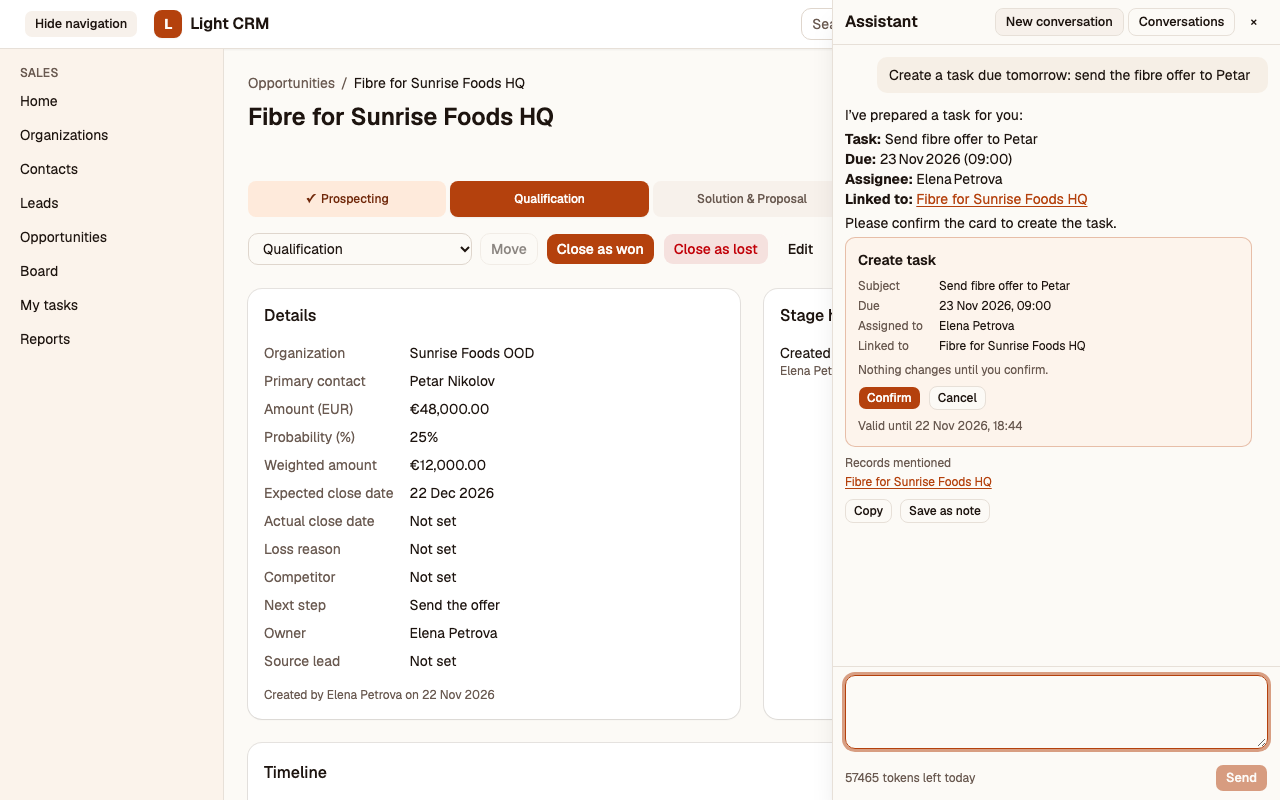 Hide navigation
L
Light CRM
Sea
SALES
Home
Organizations
Contacts
Leads
Opportunities
Board
My tasks
Reports
Opportunities / Fibre for Sunrise Foods HQ
Fibre for Sunrise Foods HQ
✓ Prospecting
Qualification
Solution & Proposal
Qualification
Move
Close as won
Close as lost
Edit
Details
Organization Sunrise Foods OOD
Primary contact Petar Nikolov
Amount (EUR) €48,000.00
Probability (%) 25%
Weighted amount €12,000.00
Expected close date 22 Dec 2026
Actual close date Not set
Loss reason Not set
Competitor Not set
Next step Send the offer
Owner Elena Petrova
Source lead Not set
Created by Elena Petrova on 22 Nov 2026
Stage h
Created
Elena Pet
Timeline
Assistant
New conversation
Conversations
×
Create a task due tomorrow: send the fibre offer to Petar
I’ve prepared a task for you:
Task: Send fibre offer to Petar
Due: 23 Nov 2026 (09:00)
Assignee: Elena Petrova
Linked to: Fibre for Sunrise Foods HQ
Please confirm the card to create the task.
Create task
Subject Send fibre offer to Petar
Due 23 Nov 2026, 09:00
Assigned to Elena Petrova
Linked to Fibre for Sunrise Foods HQ
Nothing changes until you confirm.
Confirm
Cancel
Valid until 22 Nov 2026, 18:44
Records mentioned
Fibre for Sunrise Foods HQ
Copy
Save as note
57465 tokens left today
Send